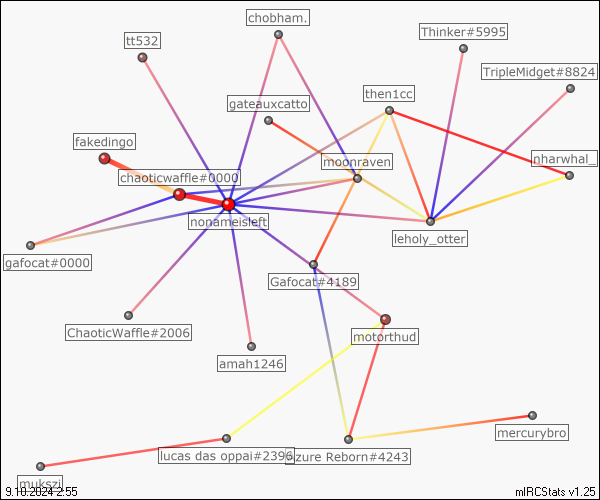 chobham.
Thinker#5995
tt532
TripleMidget#8824
then1cc
gateauxcatto
fakedingo
moonraven
nharwhal_
chaoticwaffle#0000
nonameisleft
leholy_otter
gafocat#0000
Gafocat#4189
ChaoticWaffle#2006
motorthud
amah1246
mercurybro
lucas das oppai#2396
zure Reborn#4243
mukszi
9.10.2024 2:55
mIRCStats v1.25